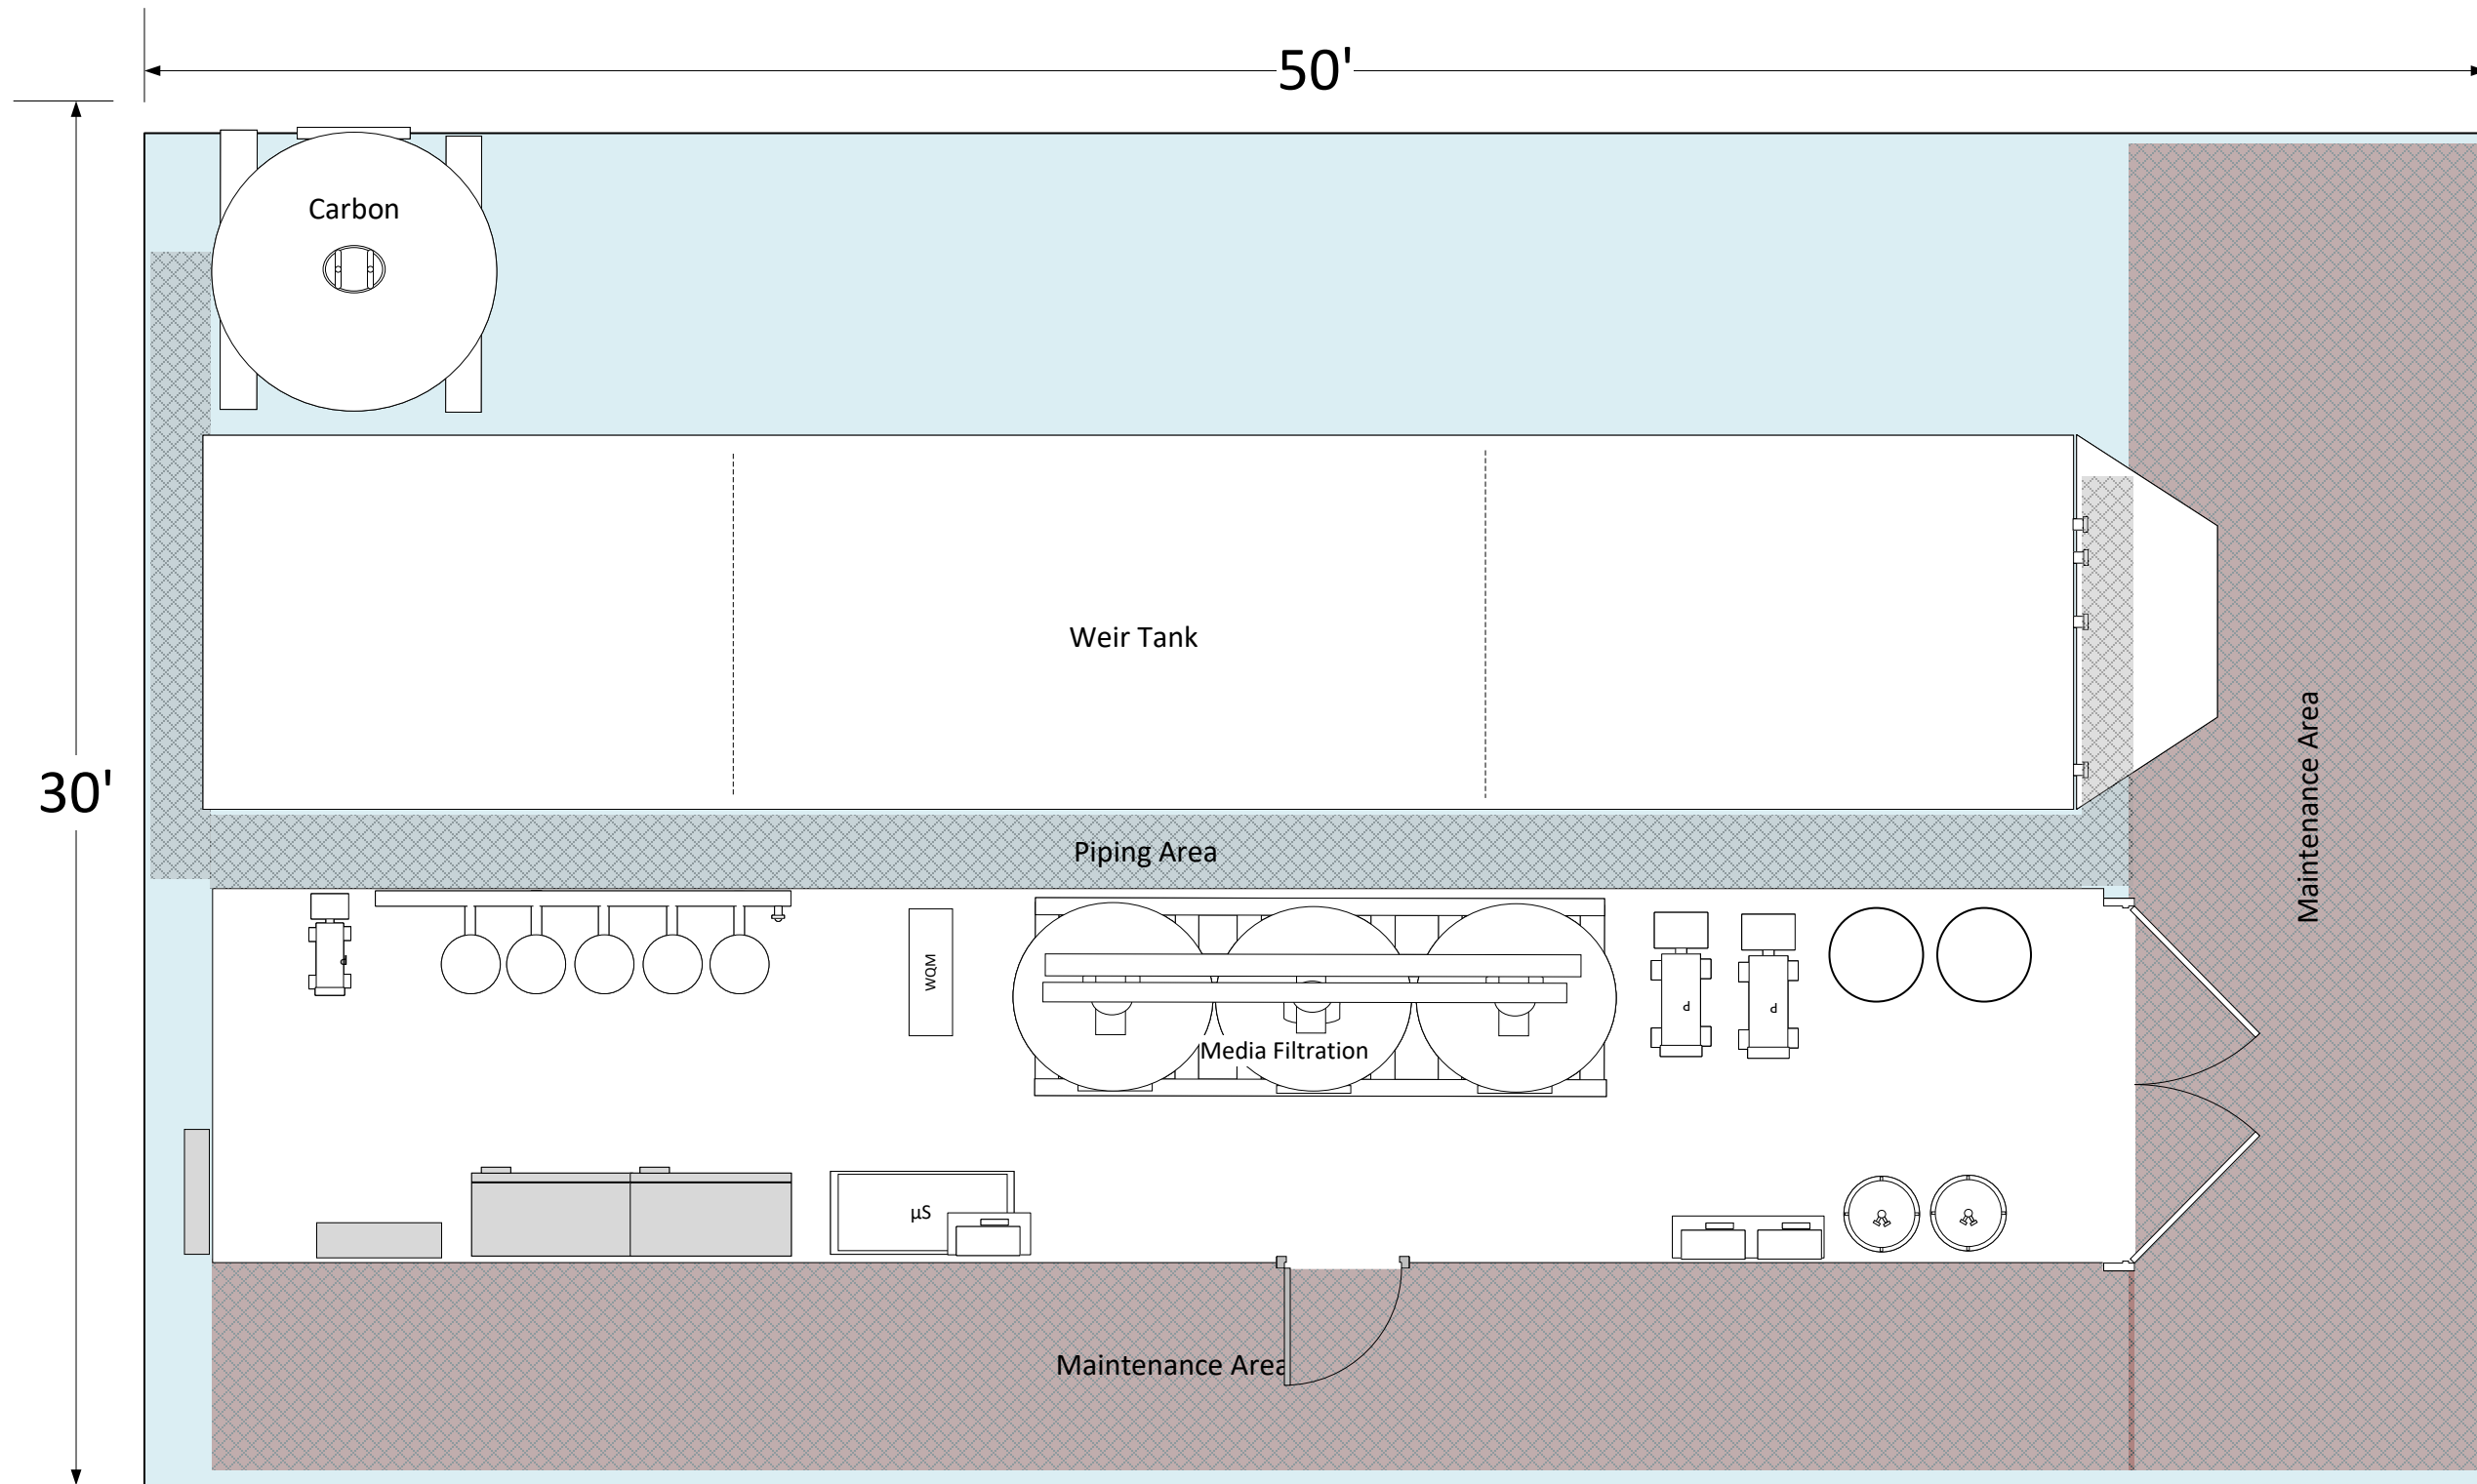 50'
Carbon
Weir Tank
30'
Maintenance Area
Piping Area
WQM
P
P
P
Media Filtration
µS
Maintenance Area